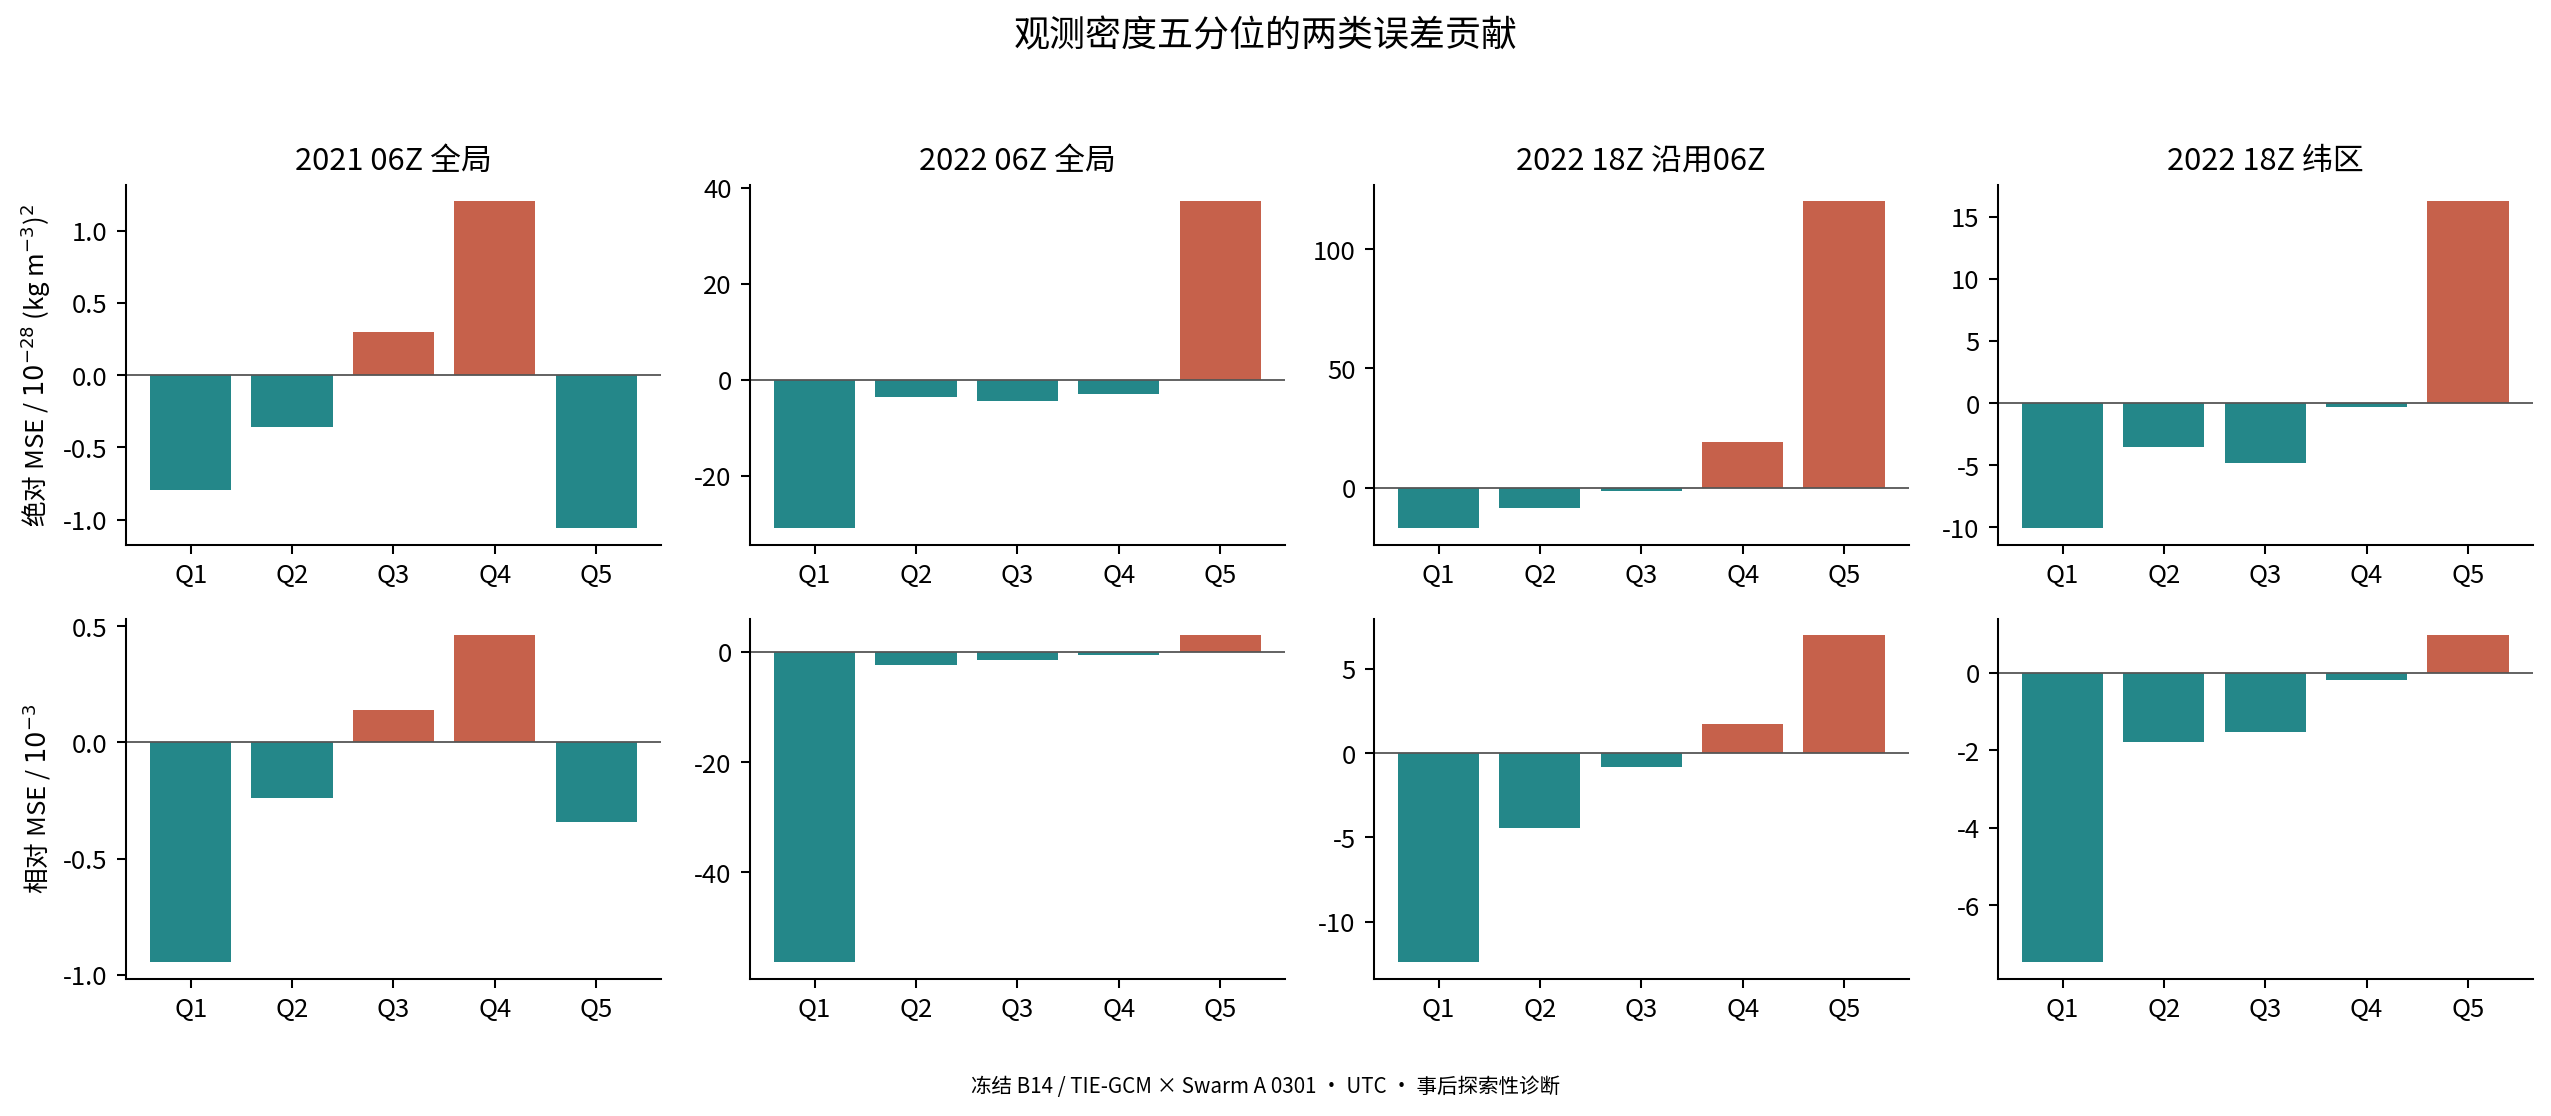 观测密度五分位的两类误差贡献
2021 06Z 全局
2022 06Z 全局
2022 18Z 沿用06Z
2022 18Z 纬区
绝对 MSE / 10⁻²⁸ (kg m⁻³)²
1.0
0.5
0.0
-0.5
-1.0
Q1 Q2 Q3 Q4 Q5
40
20
0
-20
Q1 Q2 Q3 Q4 Q5
100
50
0
Q1 Q2 Q3 Q4 Q5
15
10
5
0
-5
-10
Q1 Q2 Q3 Q4 Q5
相对 MSE / 10⁻³
0.5
0.0
-0.5
-1.0
Q1 Q2 Q3 Q4 Q5
0
-20
-40
Q1 Q2 Q3 Q4 Q5
5
0
-5
-10
Q1 Q2 Q3 Q4 Q5
0
-2
-4
-6
Q1 Q2 Q3 Q4 Q5
冻结 B14 / TIE-GCM × Swarm A 0301 · UTC · 事后探索性诊断